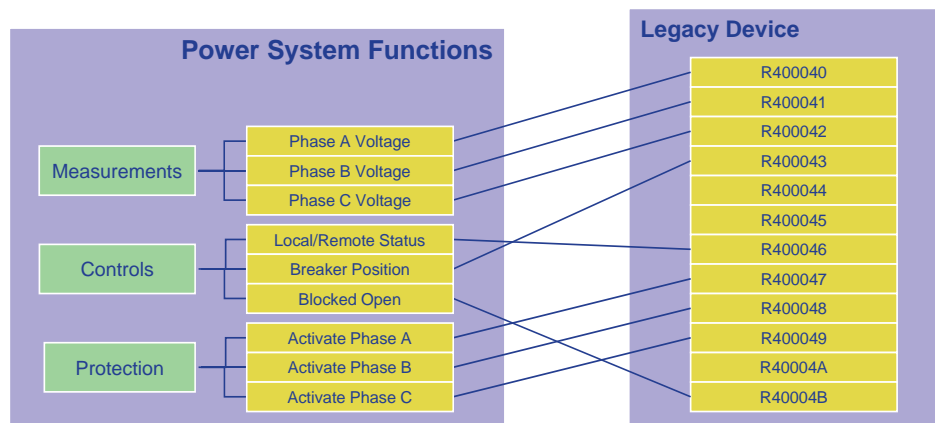 Power System Functions
Measurements
Phase A Voltage
Phase B Voltage
Phase C Voltage
Controls
Local/Remote Status
Breaker Position
Blocked Open
Protection
Activate Phase A
Activate Phase B
Activate Phase C
Legacy Device
R400040
R400041
R400042
R400043
R400044
R400045
R400046
R400047
R400048
R400049
R40004A
R40004B